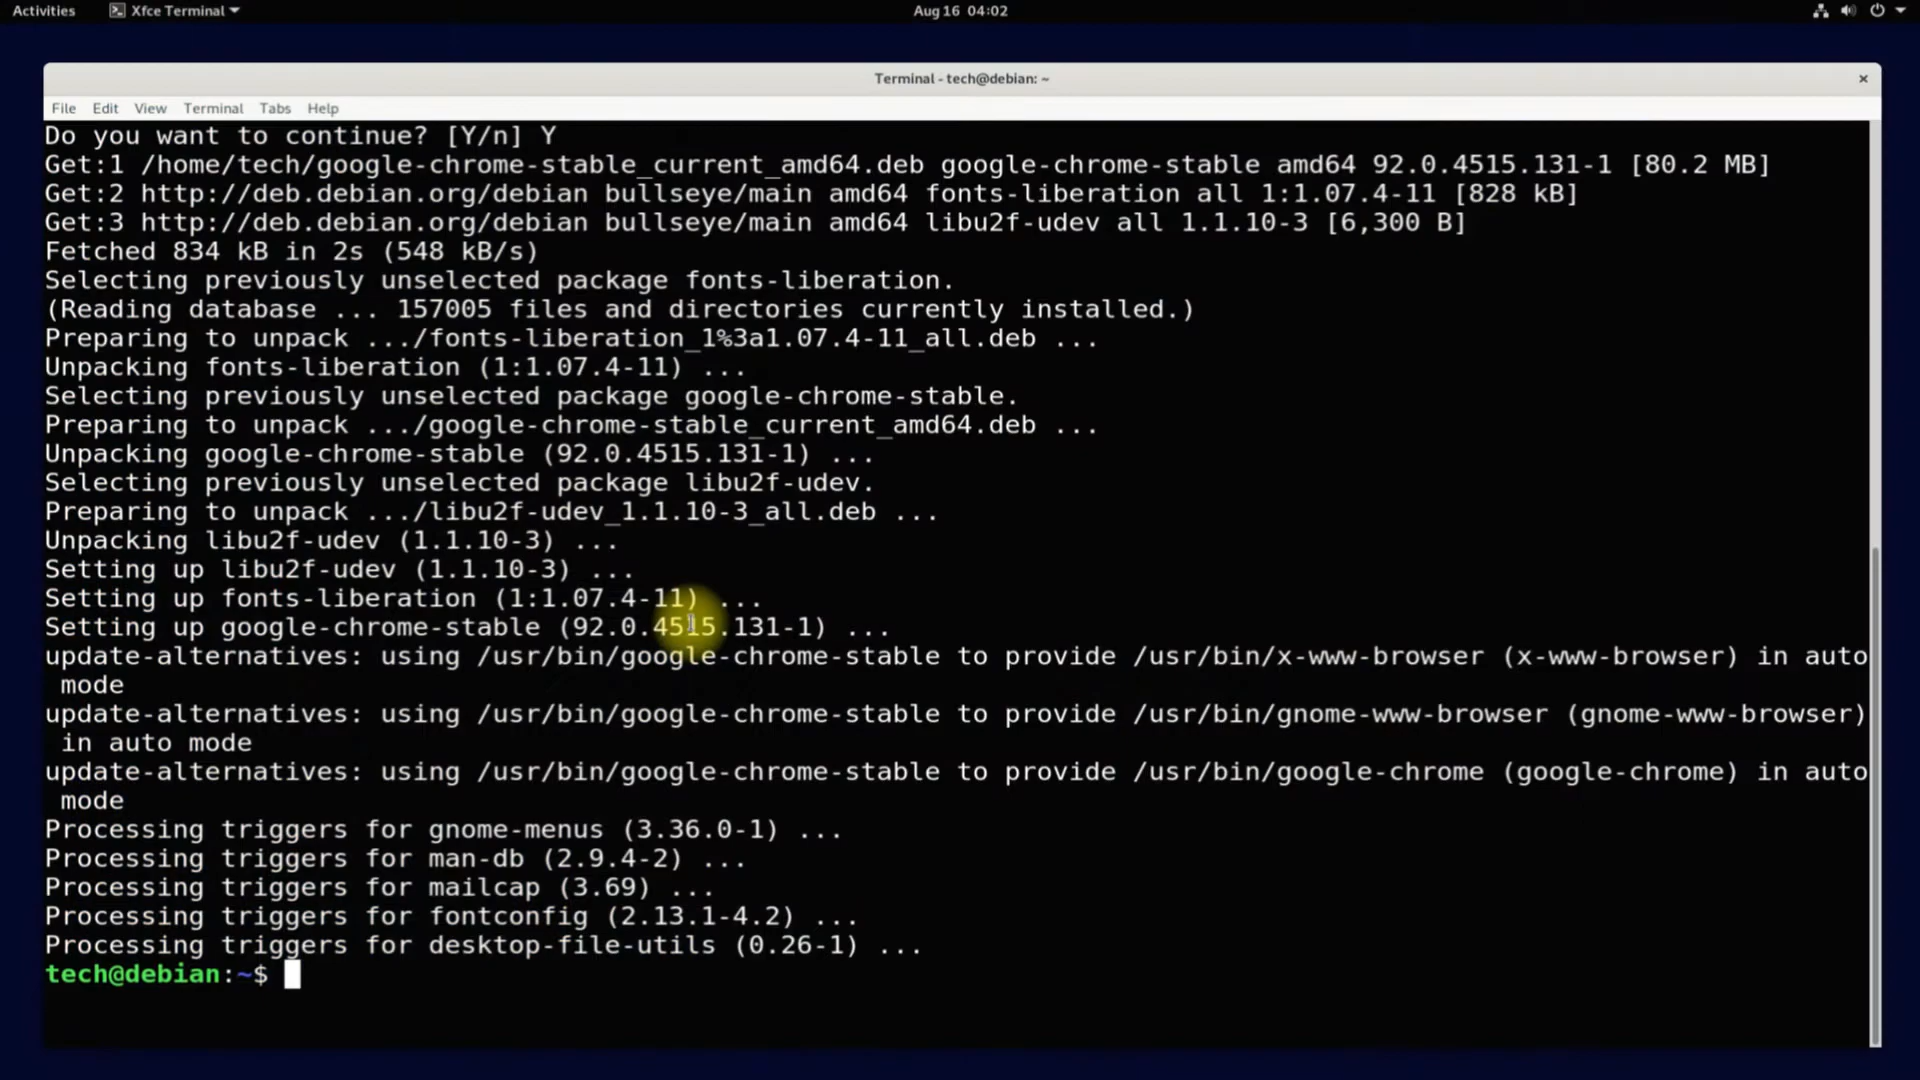 Activities Xfce Terminal Aug 16 04:02
Terminal - tech@debian: ~ ×
File Edit View Terminal Tabs Help
Do you want to continue? [Y/n] Y
Get:1 /home/tech/google-chrome-stable_current_amd64.deb google-chrome-stable amd64 92.0.4515.131-1 [80.2 MB]
Get:2 http://deb.debian.org/debian bullseye/main amd64 fonts-liberation all 1:1.07.4-11 [828 kB]
Get:3 http://deb.debian.org/debian bullseye/main amd64 libu2f-udev all 1.1.10-3 [6,300 B]
Fetched 834 kB in 2s (548 kB/s)
Selecting previously unselected package fonts-liberation.
(Reading database ... 157005 files and directories currently installed.)
Preparing to unpack .../fonts-liberation_1%3a1.07.4-11_all.deb ...
Unpacking fonts-liberation (1:1.07.4-11) ...
Selecting previously unselected package google-chrome-stable.
Preparing to unpack .../google-chrome-stable_current_amd64.deb ...
Unpacking google-chrome-stable (92.0.4515.131-1) ...
Selecting previously unselected package libu2f-udev.
Preparing to unpack .../libu2f-udev_1.1.10-3_all.deb ...
Unpacking libu2f-udev (1.1.10-3) ...
Setting up libu2f-udev (1.1.10-3) ...
Setting up fonts-liberation (1:1.07.4-11) ...
Setting up google-chrome-stable (92.0.4515.131-1) ...
update-alternatives: using /usr/bin/google-chrome-stable to provide /usr/bin/x-www-browser (x-www-browser) in auto
 mode
update-alternatives: using /usr/bin/google-chrome-stable to provide /usr/bin/gnome-www-browser (gnome-www-browser)
 in auto mode
update-alternatives: using /usr/bin/google-chrome-stable to provide /usr/bin/google-chrome (google-chrome) in auto
 mode
Processing triggers for gnome-menus (3.36.0-1) ...
Processing triggers for man-db (2.9.4-2) ...
Processing triggers for mailcap (3.69) ...
Processing triggers for fontconfig (2.13.1-4.2) ...
Processing triggers for desktop-file-utils (0.26-1) ...
tech@debian:~$